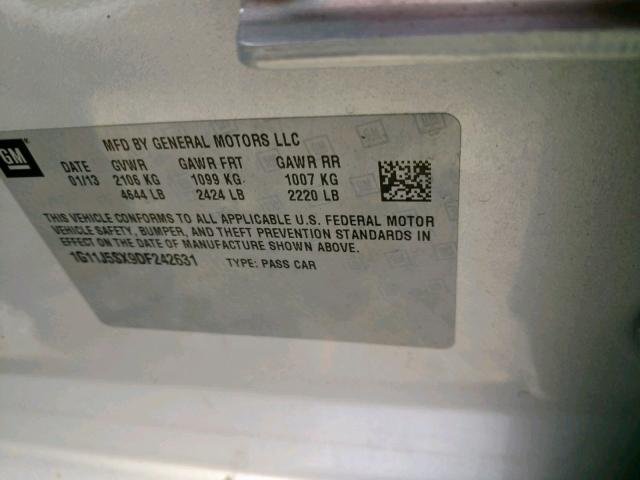 GM
MFD BY GENERAL MOTORS LLC
DATE GVWR GAWR FRT GAWR RR
01/13 2106 KG 1099 KG 1007 KG
4644 LB 2424 LB 2220 LB
THIS VEHICLE CONFORMS TO ALL APPLICABLE U.S. FEDERAL MOTOR
VEHICLE SAFETY, BUMPER, AND THEFT PREVENTION STANDARDS IN
EFFECT ON THE DATE OF MANUFACTURE SHOWN ABOVE.
1G11J5SX9DF242631 TYPE: PASS CAR